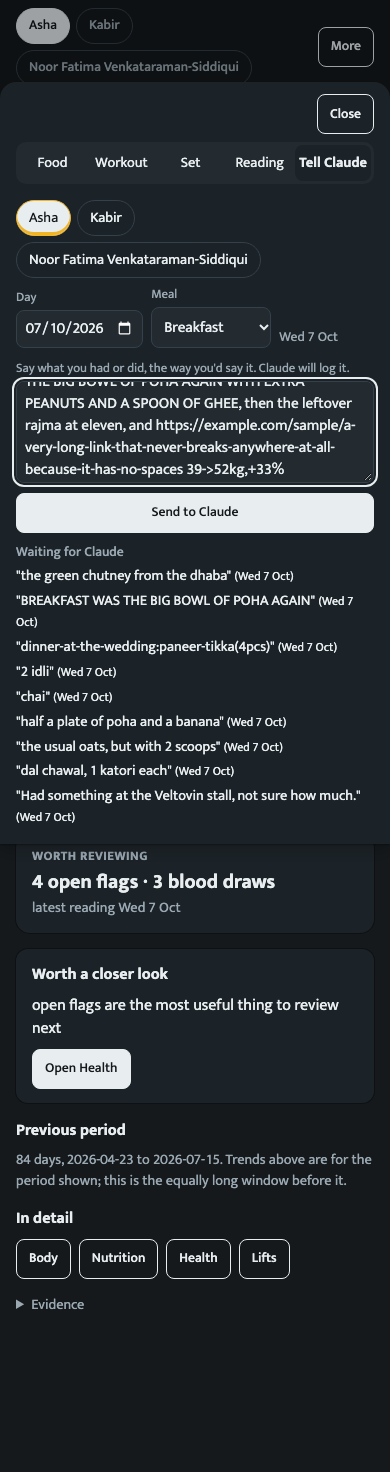 Asha Kabir
Noor Fatima Venkataraman-Siddiqui
More
Close
Food Workout Set Reading Tell Claude
Asha Kabir
Noor Fatima Venkataraman-Siddiqui
Day
Meal
07/10/2026
Breakfast
Wed 7 Oct
Say what you had or did, the way you'd say it. Claude will log it.
THE BIG BOWL OF POHA AGAIN WITH EXTRA
PEANUTS AND A SPOON OF GHEE, then the leftover
rajma at eleven, and https://example.com/sample/a-
very-long-link-that-never-breaks-anywhere-at-all-
because-it-has-no-spaces 39->52kg,+33%
Send to Claude
Waiting for Claude
"the green chutney from the dhaba" (Wed 7 Oct)
"BREAKFAST WAS THE BIG BOWL OF POHA AGAIN" (Wed 7
Oct)
"dinner-at-the-wedding:paneer-tikka(4pcs)" (Wed 7 Oct)
"2 idli" (Wed 7 Oct)
"chai" (Wed 7 Oct)
"half a plate of poha and a banana" (Wed 7 Oct)
"the usual oats, but with 2 scoops" (Wed 7 Oct)
"dal chawal, 1 katori each" (Wed 7 Oct)
"Had something at the Veltovin stall, not sure how much."
(Wed 7 Oct)
WORTH REVIEWING
4 open flags · 3 blood draws
latest reading Wed 7 Oct
Worth a closer look
open flags are the most useful thing to review
next
Open Health
Previous period
84 days, 2026-04-23 to 2026-07-15. Trends above are for the
period shown; this is the equally long window before it.
In detail
Body Nutrition Health Lifts
Evidence